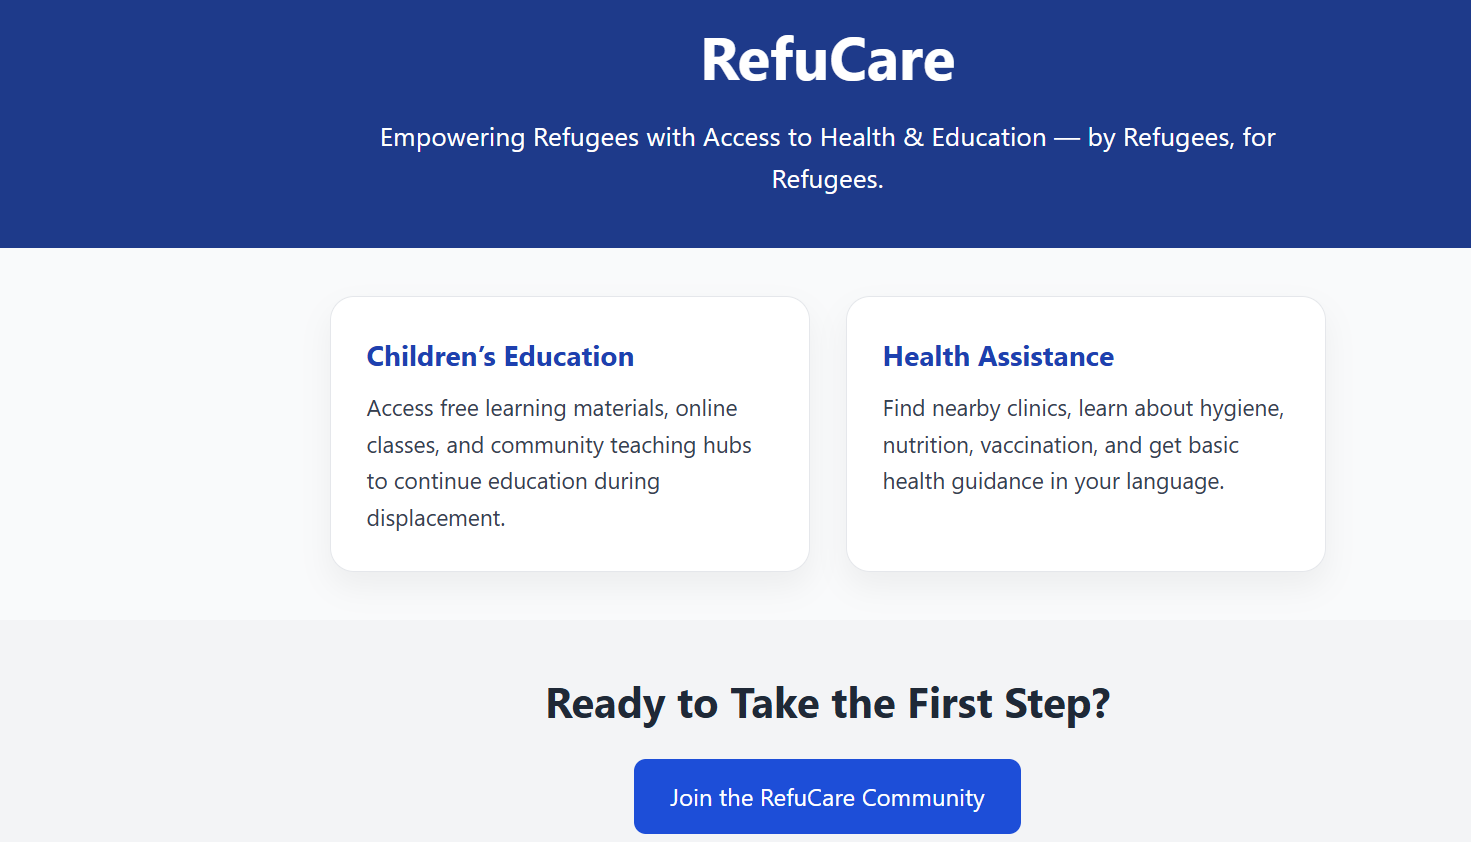 RefuCare
Empowering Refugees with Access to Health & Education — by Refugees, for
Refugees.
Children’s Education
Access free learning materials, online
classes, and community teaching hubs
to continue education during
displacement.
Health Assistance
Find nearby clinics, learn about hygiene,
nutrition, vaccination, and get basic
health guidance in your language.
Ready to Take the First Step?
Join the RefuCare Community